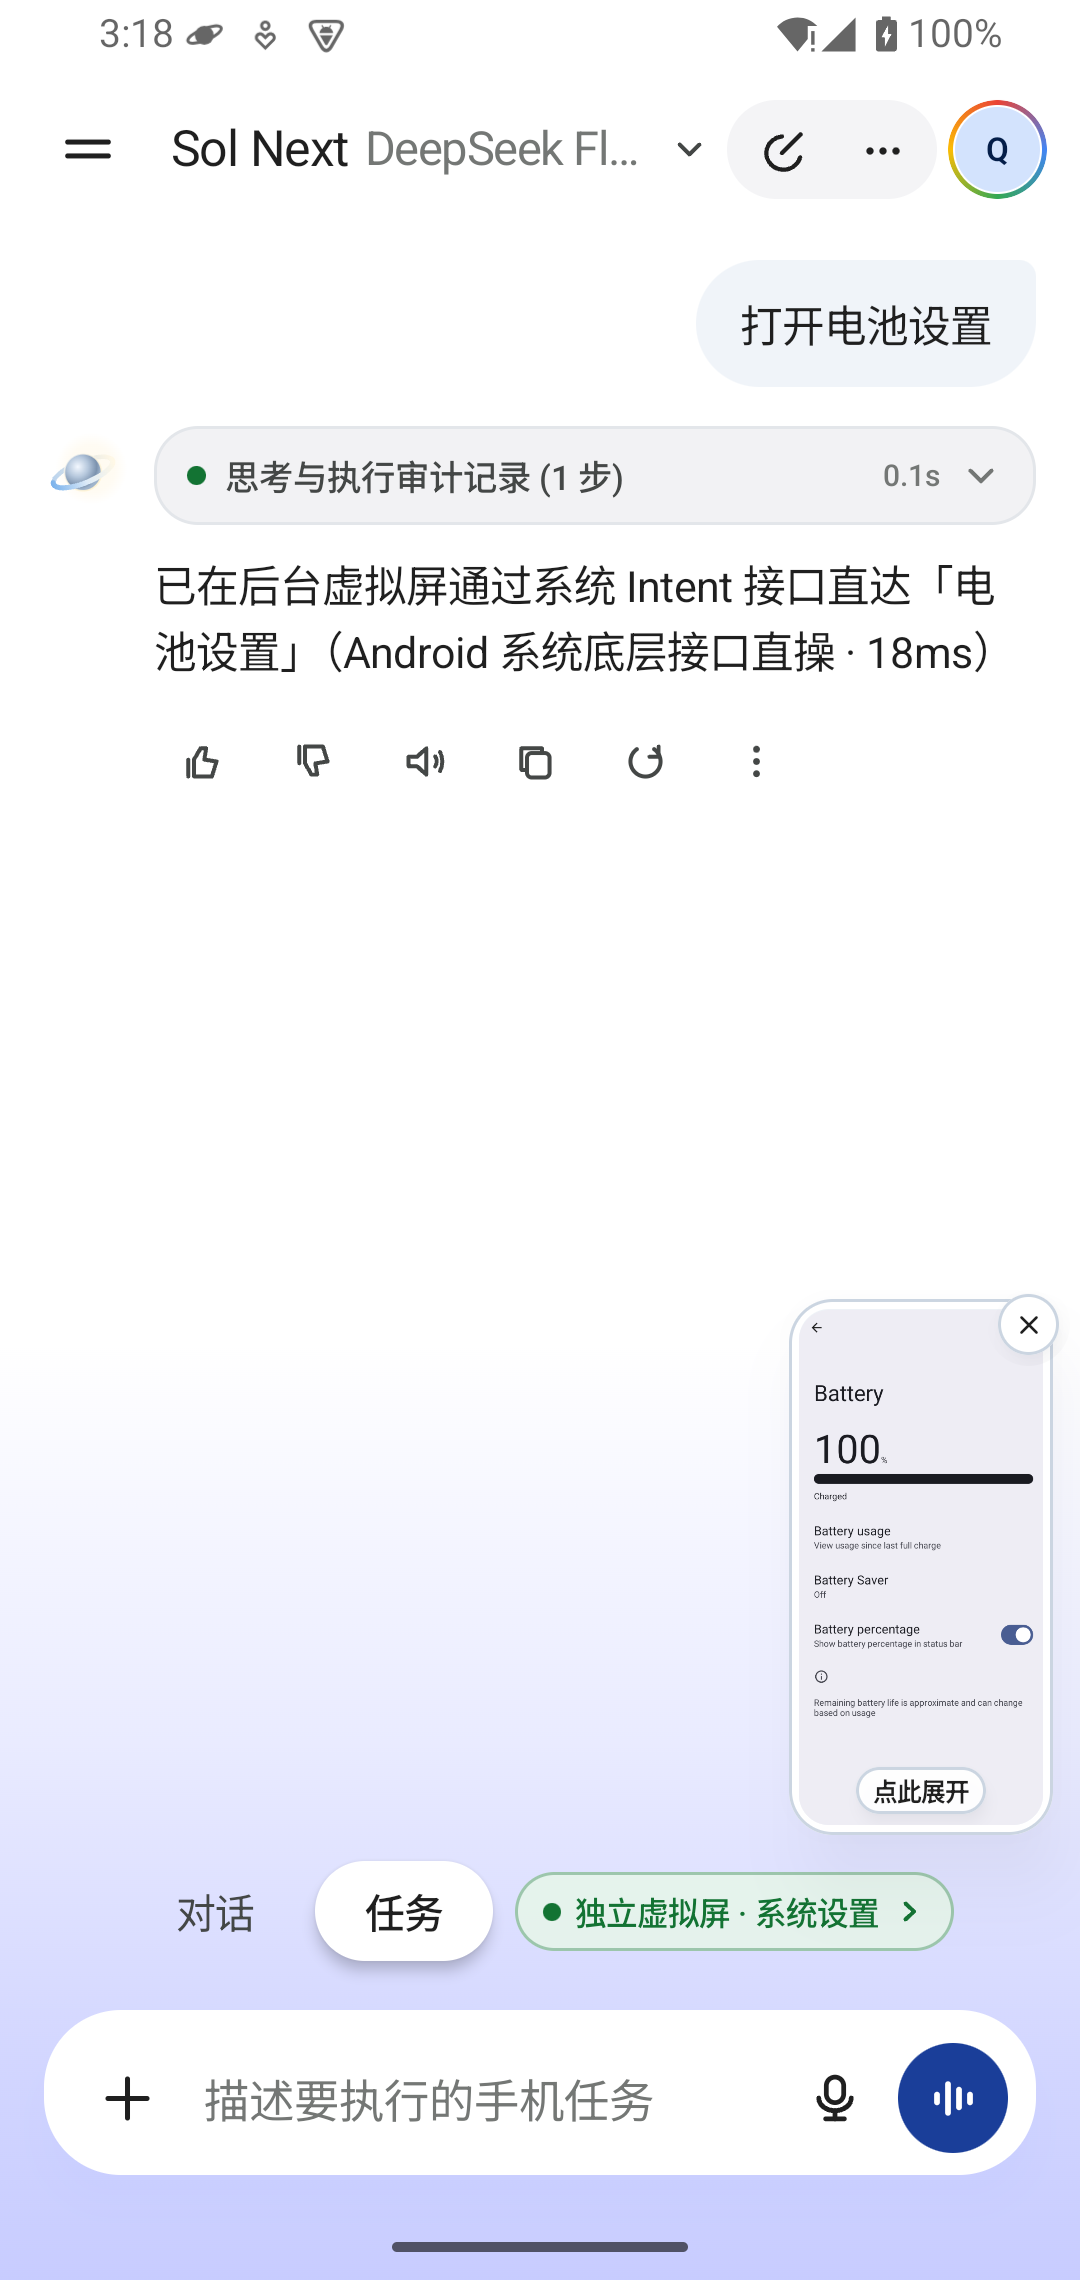 3:18
100%
Sol Next DeepSeek Fl...
Q
打开电池设置
思考与执行审计记录 (1 步)
0.1s
已在后台虚拟屏通过系统 Intent 接口直达「电
池设置」（Android 系统底层接口直操 · 18ms）
Battery
100%
Charged
Battery usage
View usage since last full charge
Battery Saver
Off
Battery percentage
Show battery percentage in status bar
Remaining battery life is approximate and can change
based on usage
点此展开
对话
任务
独立虚拟屏 · 系统设置
描述要执行的手机任务